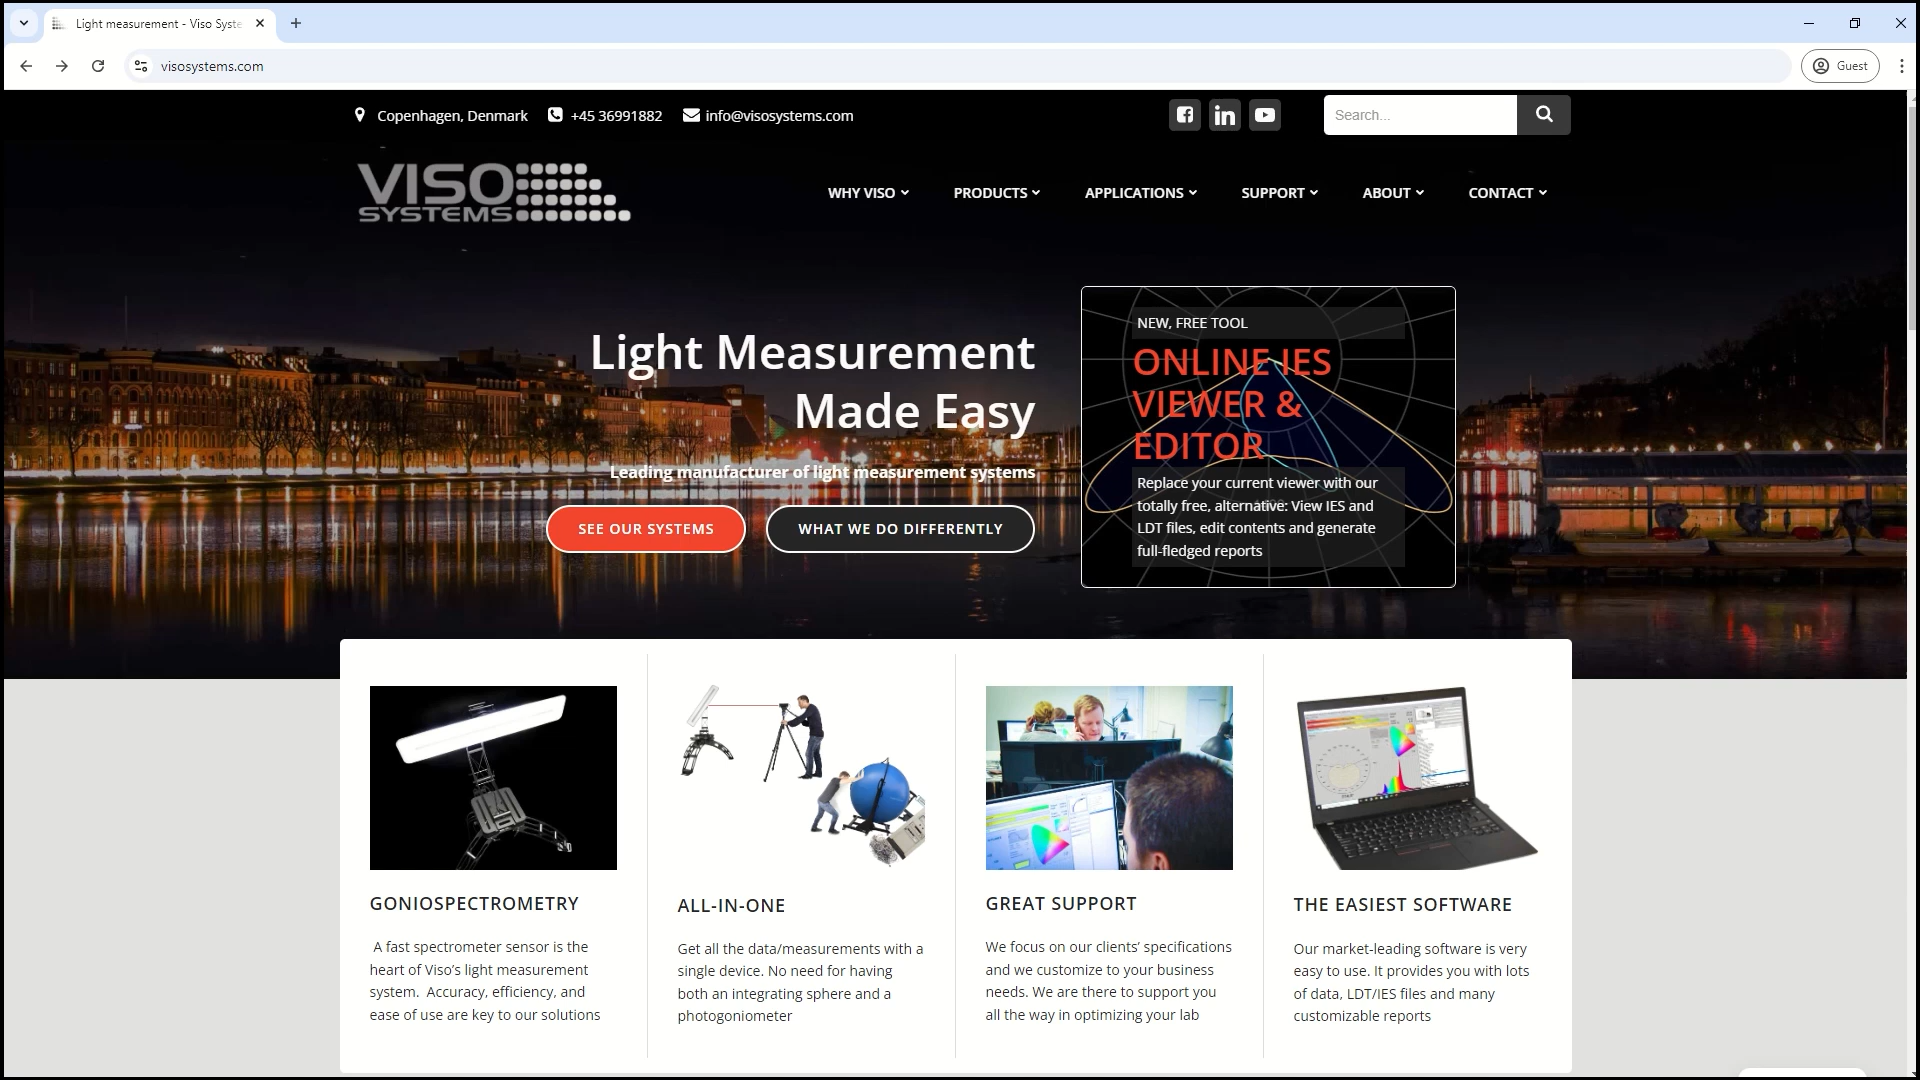 Light measurement - Viso Syste
visosystems.com
Guest
Copenhagen, Denmark
+45 36991882
info@visosystems.com
Search...
VISO
SYSTEMS
WHY VISO
PRODUCTS
APPLICATIONS
SUPPORT
ABOUT
CONTACT
Light Measurement
Made Easy
Leading manufacturer of light measurement systems
SEE OUR SYSTEMS
WHAT WE DO DIFFERENTLY
NEW, FREE TOOL
ONLINE IES
VIEWER &
EDITOR
Replace your current viewer with our
totally free, alternative: View IES and
LDT files, edit contents and generate
full-fledged reports
GONIOSPECTROMETRY
A fast spectrometer sensor is the
heart of Viso’s light measurement
system. Accuracy, efficiency, and
ease of use are key to our solutions
ALL-IN-ONE
Get all the data/measurements with a
single device. No need for having
both an integrating sphere and a
photogoniometer
GREAT SUPPORT
We focus on our clients’ specifications
and we customize to your business
needs. We are there to support you
all the way in optimizing your lab
THE EASIEST SOFTWARE
Our market-leading software is very
easy to use. It provides you with lots
of data, LDT/IES files and many
customizable reports